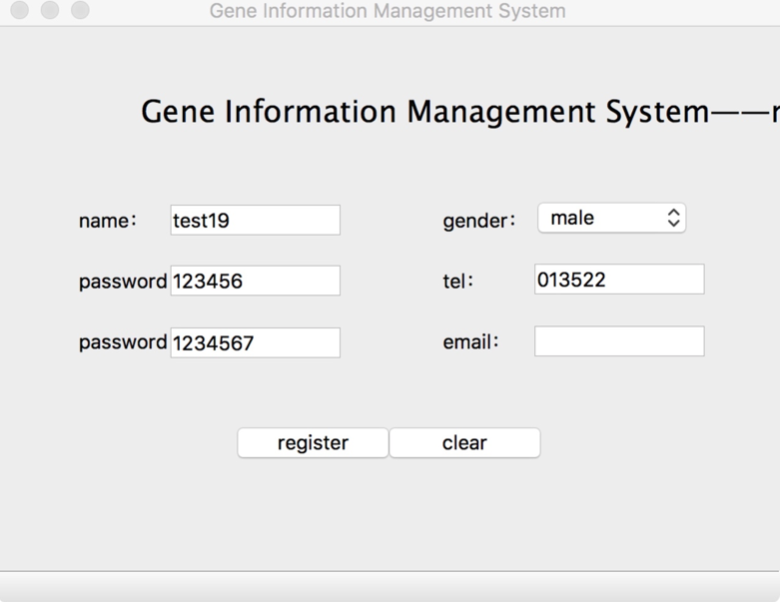 Gene Information Management System
Gene Information Management System——r
name: test19 gender: male
password 123456 tel: 013522
password 1234567 email:
register clear